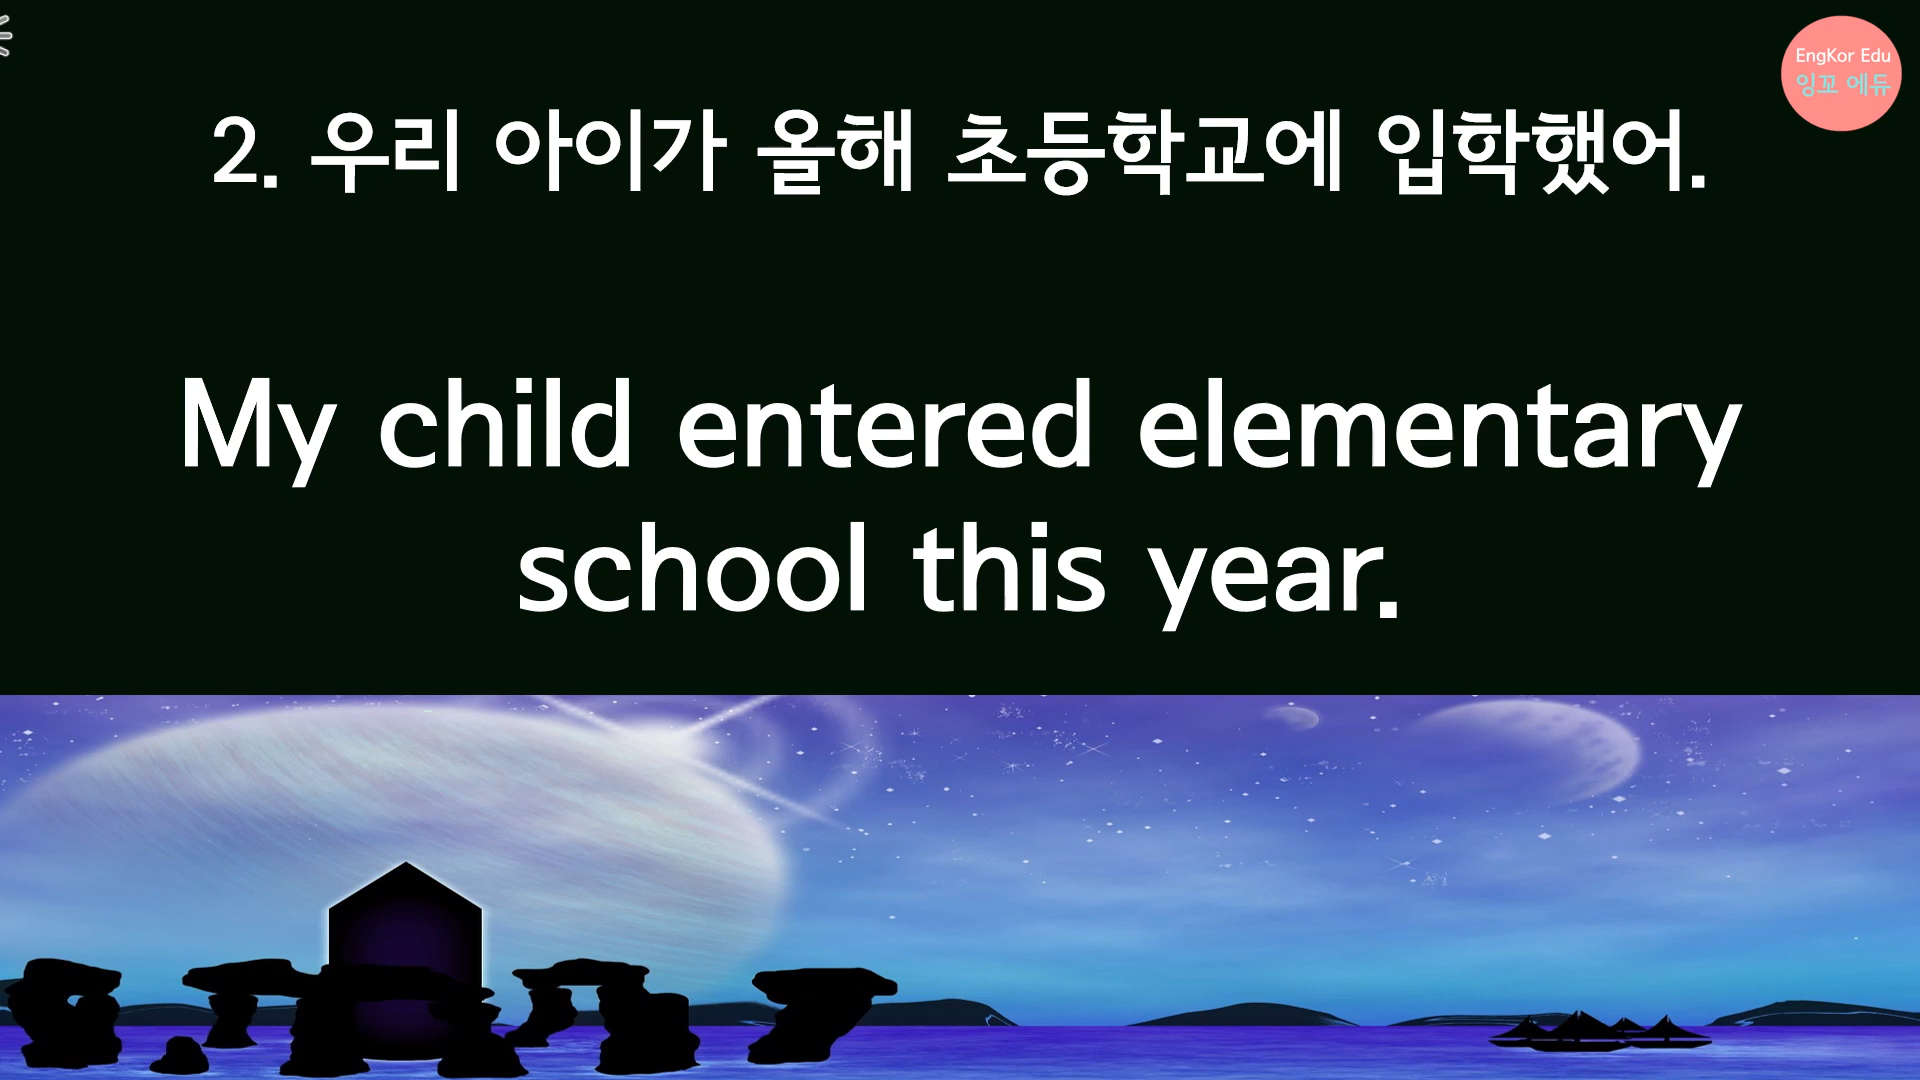 EngKor Edu
잉꼬 에듀
2. 우리 아이가 올해 초등학교에 입학했어.
My child entered elementary
school this year.